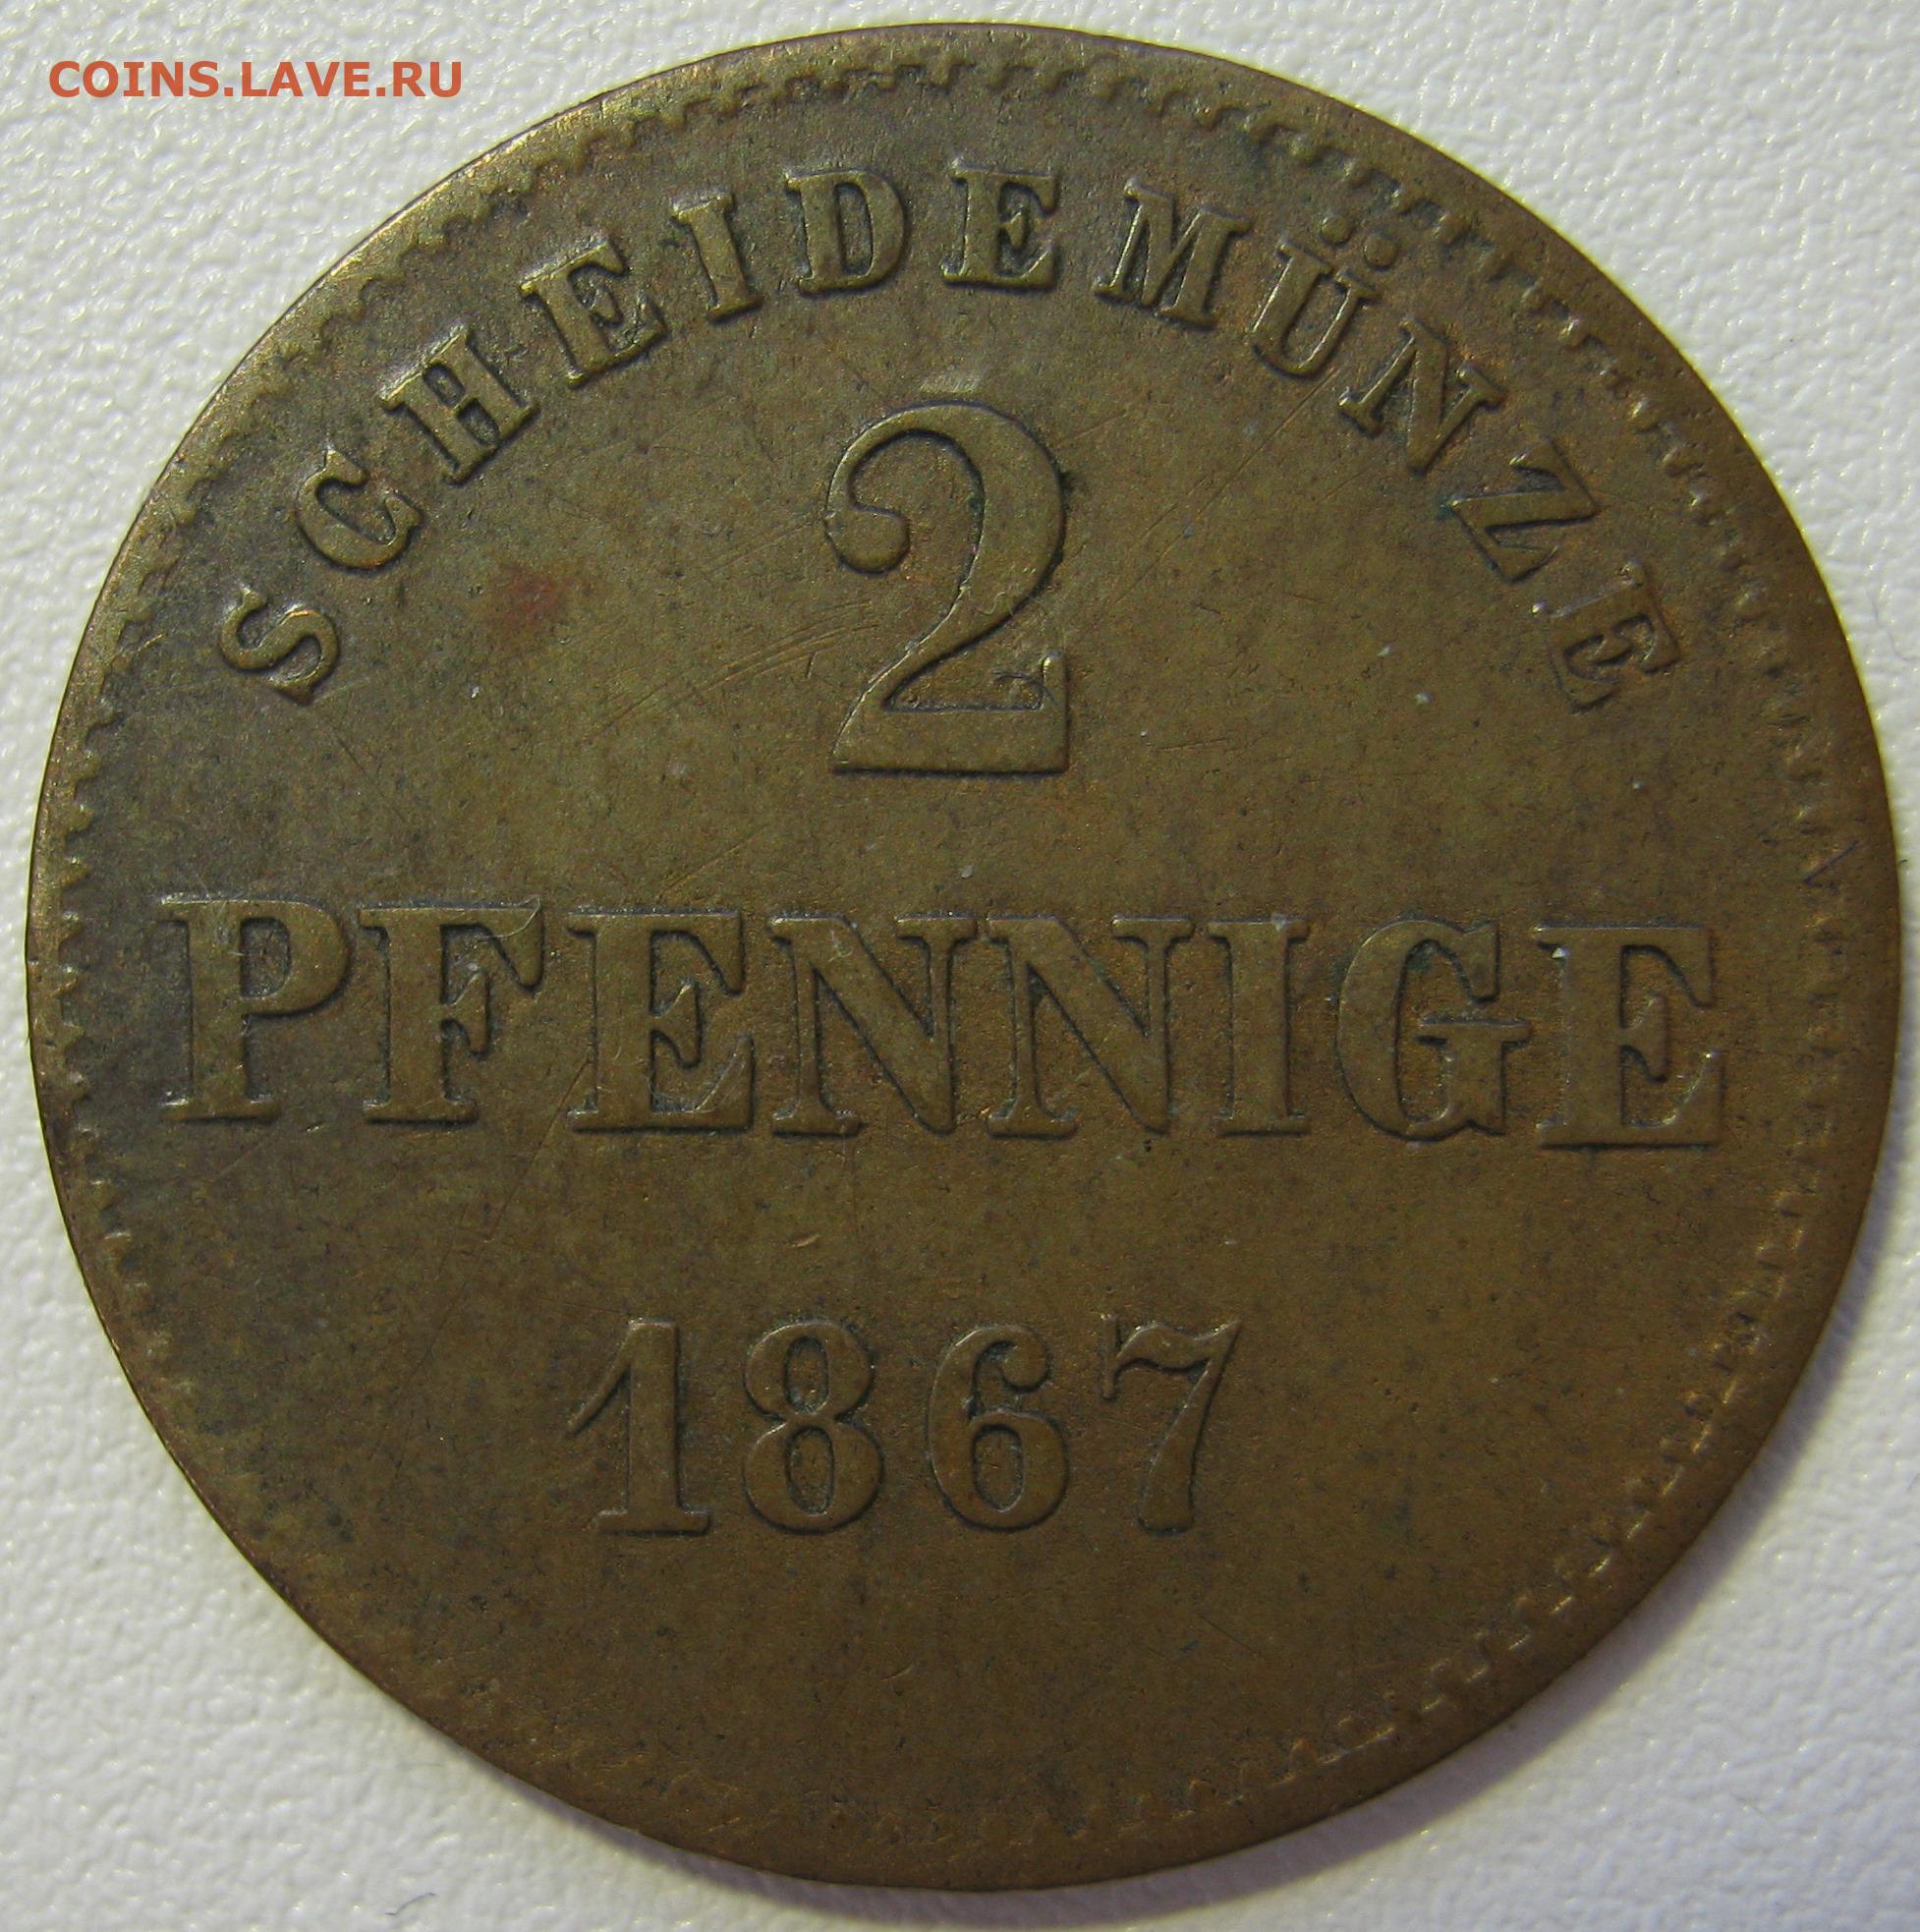 COINS.LAVE.RU
SCHEIDEMÜNZE
2
PFENNIGE
1867